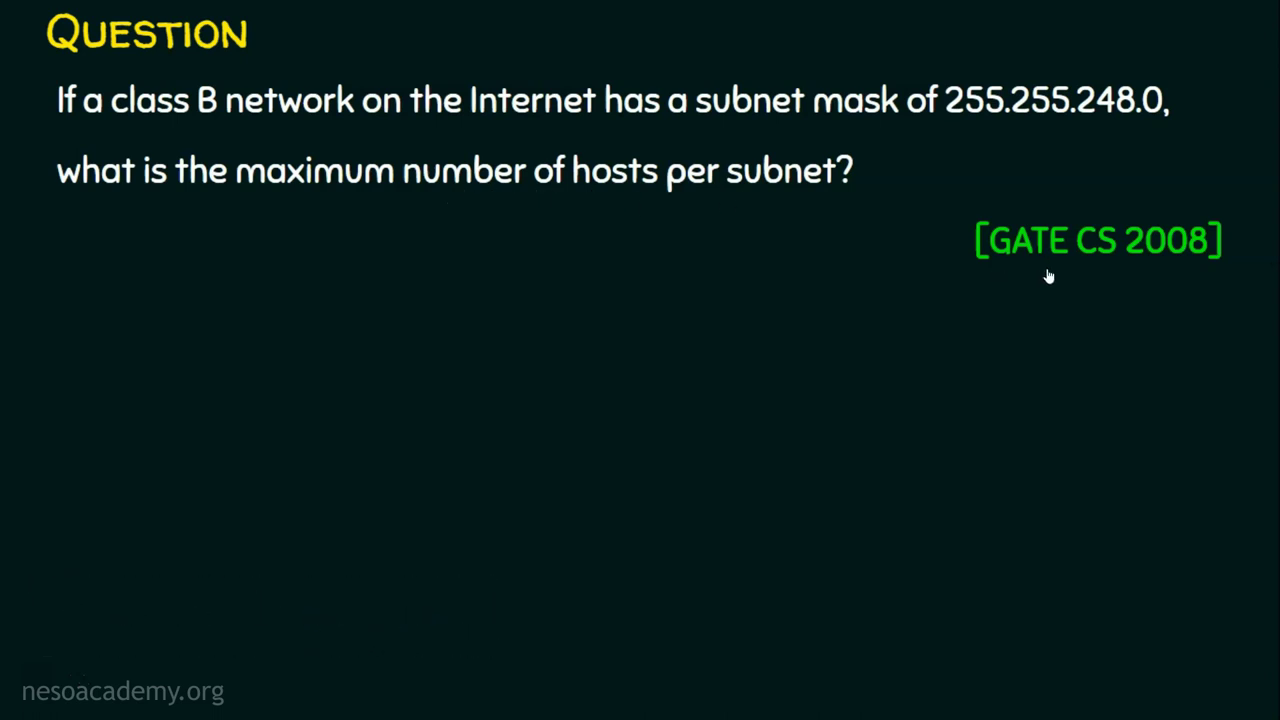 QUESTION
If a class B network on the Internet has a subnet mask of 255.255.248.0,
what is the maximum number of hosts per subnet?
[GATE CS 2008]
nesoacademy.org